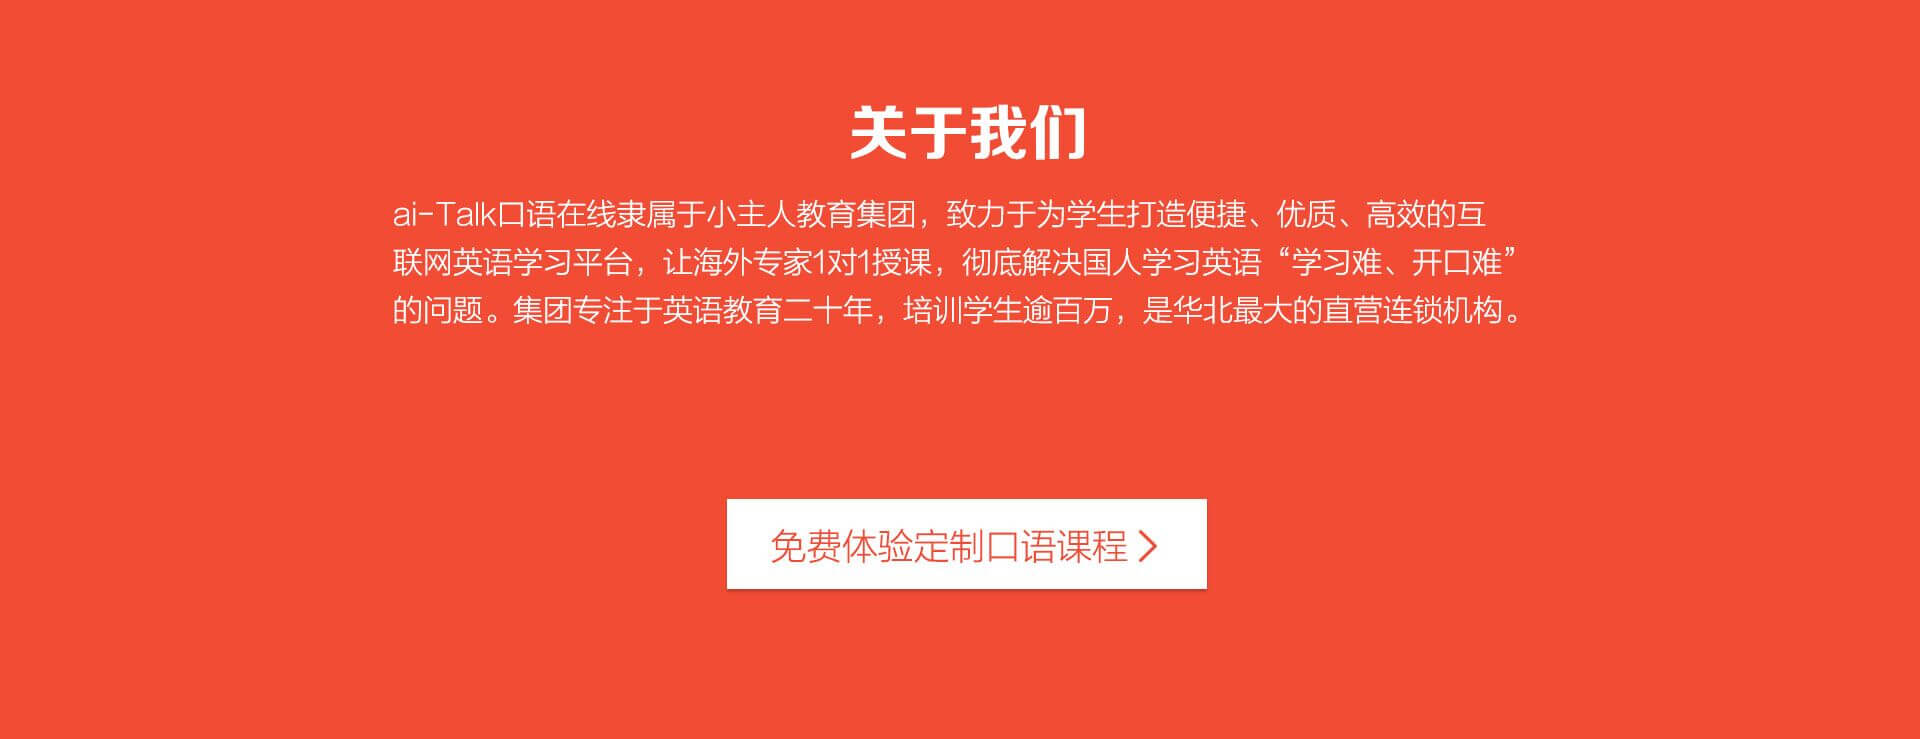 关于我们
ai-Talk口语在线隶属于小主人教育集团，致力于为学生打造便捷、优质、高效的互
联网英语学习平台，让海外专家1对1授课，彻底解决国人学习英语“学习难、开口难”
的问题。集团专注于英语教育二十年，培训学生逾百万，是华北最大的直营连锁机构。
免费体验定制口语课程 >